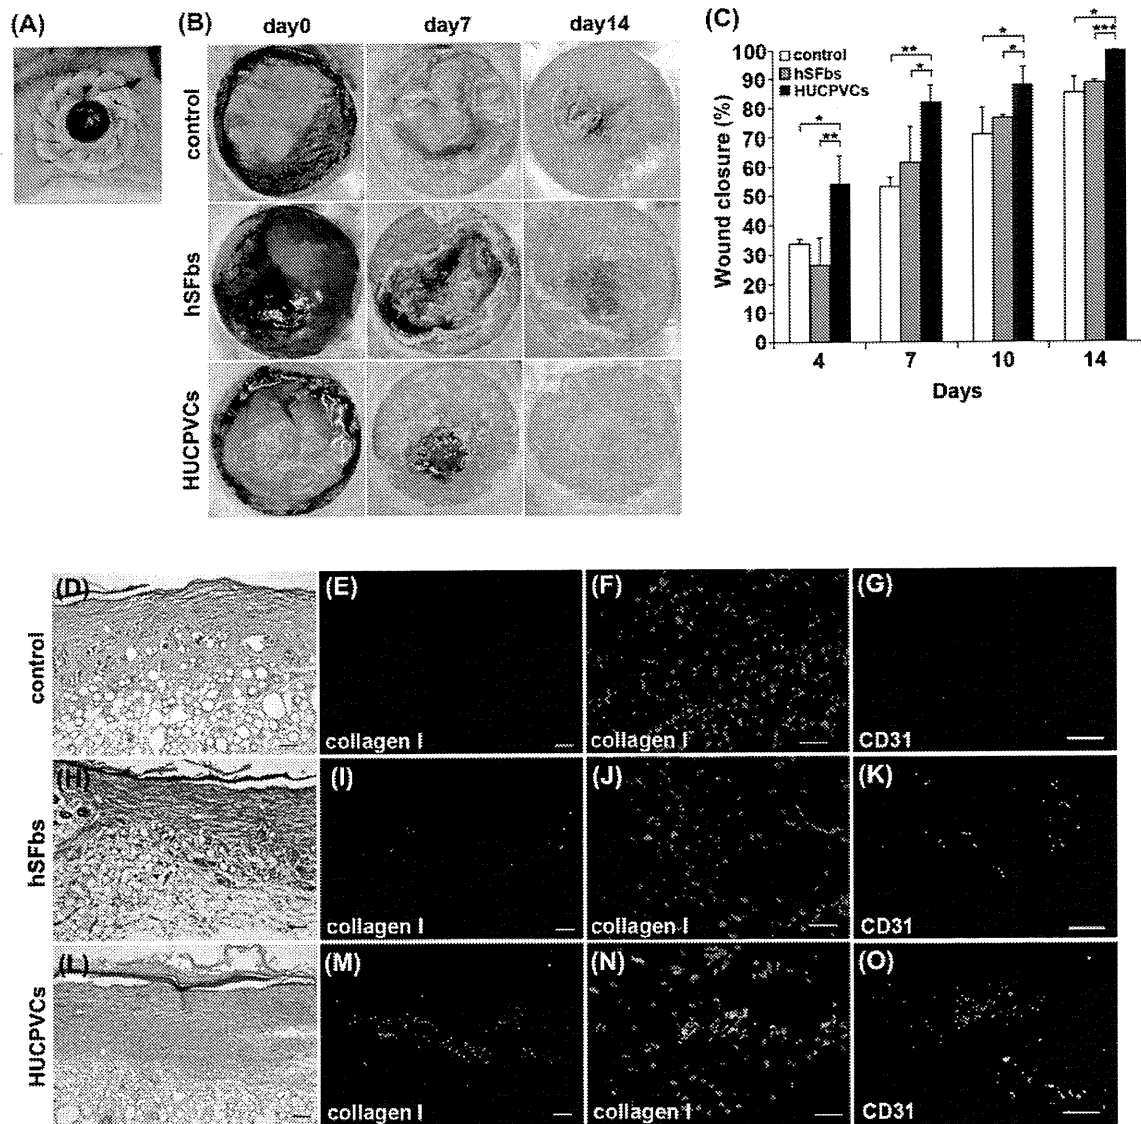 (A)
(B)
day0
day7
day14
control
hSFbs
HUCPVCs
(C)
Wound closure (%)
100
90
80
70
60
50
40
30
20
10
0
control
hSFbs
HUCPVCs
*
**
**
*
*
*
*
***
4
7
10
14
Days
control
(D)
(E)
collagen I
(F)
collagen I
(G)
CD31
hSFbs
(H)
(I)
collagen I
(J)
collagen I
(K)
CD31
HUCPVCs
(L)
(M)
collagen I
(N)
collagen I
(O)
CD31